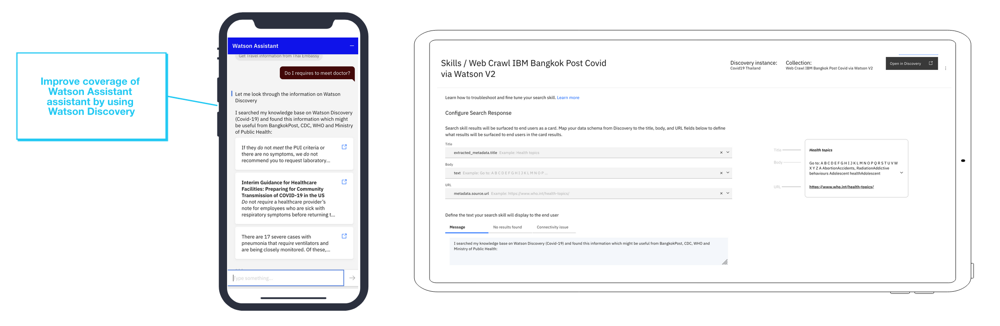 Improve coverage of
Watson Assistant
assistant by using
Watson Discovery
Watson Assistant
Get Travel information from Thai Embassy
Do I requires to meet doctor?
Let me look through the information on Watson
Discovery
I searched my knowledge base on Watson Discovery
(Covid-19) and found this information which might
be useful from BangkokPost, CDC, WHO and Ministry
of Public Health:
If they do not meet the PUI criteria or
there are no symptoms, we do not
recommend you to request laboratory...
Interim Guidance for Healthcare
Facilities: Preparing for Community
Transmission of COVID-19 in the US
Do not require a healthcare provider's
note for employees who are sick with
respiratory symptoms before returning t...
There are 17 severe cases with
pneumonia that require ventilators and
are being closely monitored. Of these,...
Type something...
Skills / Web Crawl IBM Bangkok Post Covid
via Watson V2
Discovery instance:
Covid19 Thailand
Collection:
Web Crawl IBM Bangkok Post Covid via Watson V2
Open in Discovery
Learn how to troubleshoot and fine tune your search skill. Learn more
Configure Search Response
Search skill results will be surfaced to end users as a card. Map your data schema from Discovery to the title, body, and URL fields below to define
what results will be surfaced to end users in the card results.
Title
extracted_metadata.title Example: Health topics
Body
text Example: Go to: A B C D E F G H I J K L M N O P ...
URL
metadata.source.url Example: https://www.who.int/health-topics/
Title
Health topics
Body
Go to: A B C D E F G H I J K L M N O P Q R S T U V W
X Y Z A AbortionAccidents, RadiationAddictive
behaviours Adolescent healthAdolescent
URL
https://www.who.int/health-topics/
Define the text your search skill will display to the end user
Message No results found Connectivity issue
I searched my knowledge base on Watson Discovery (Covid-19) and found this information which might be useful from BangkokPost, CDC, WHO and
Ministry of Public Health: